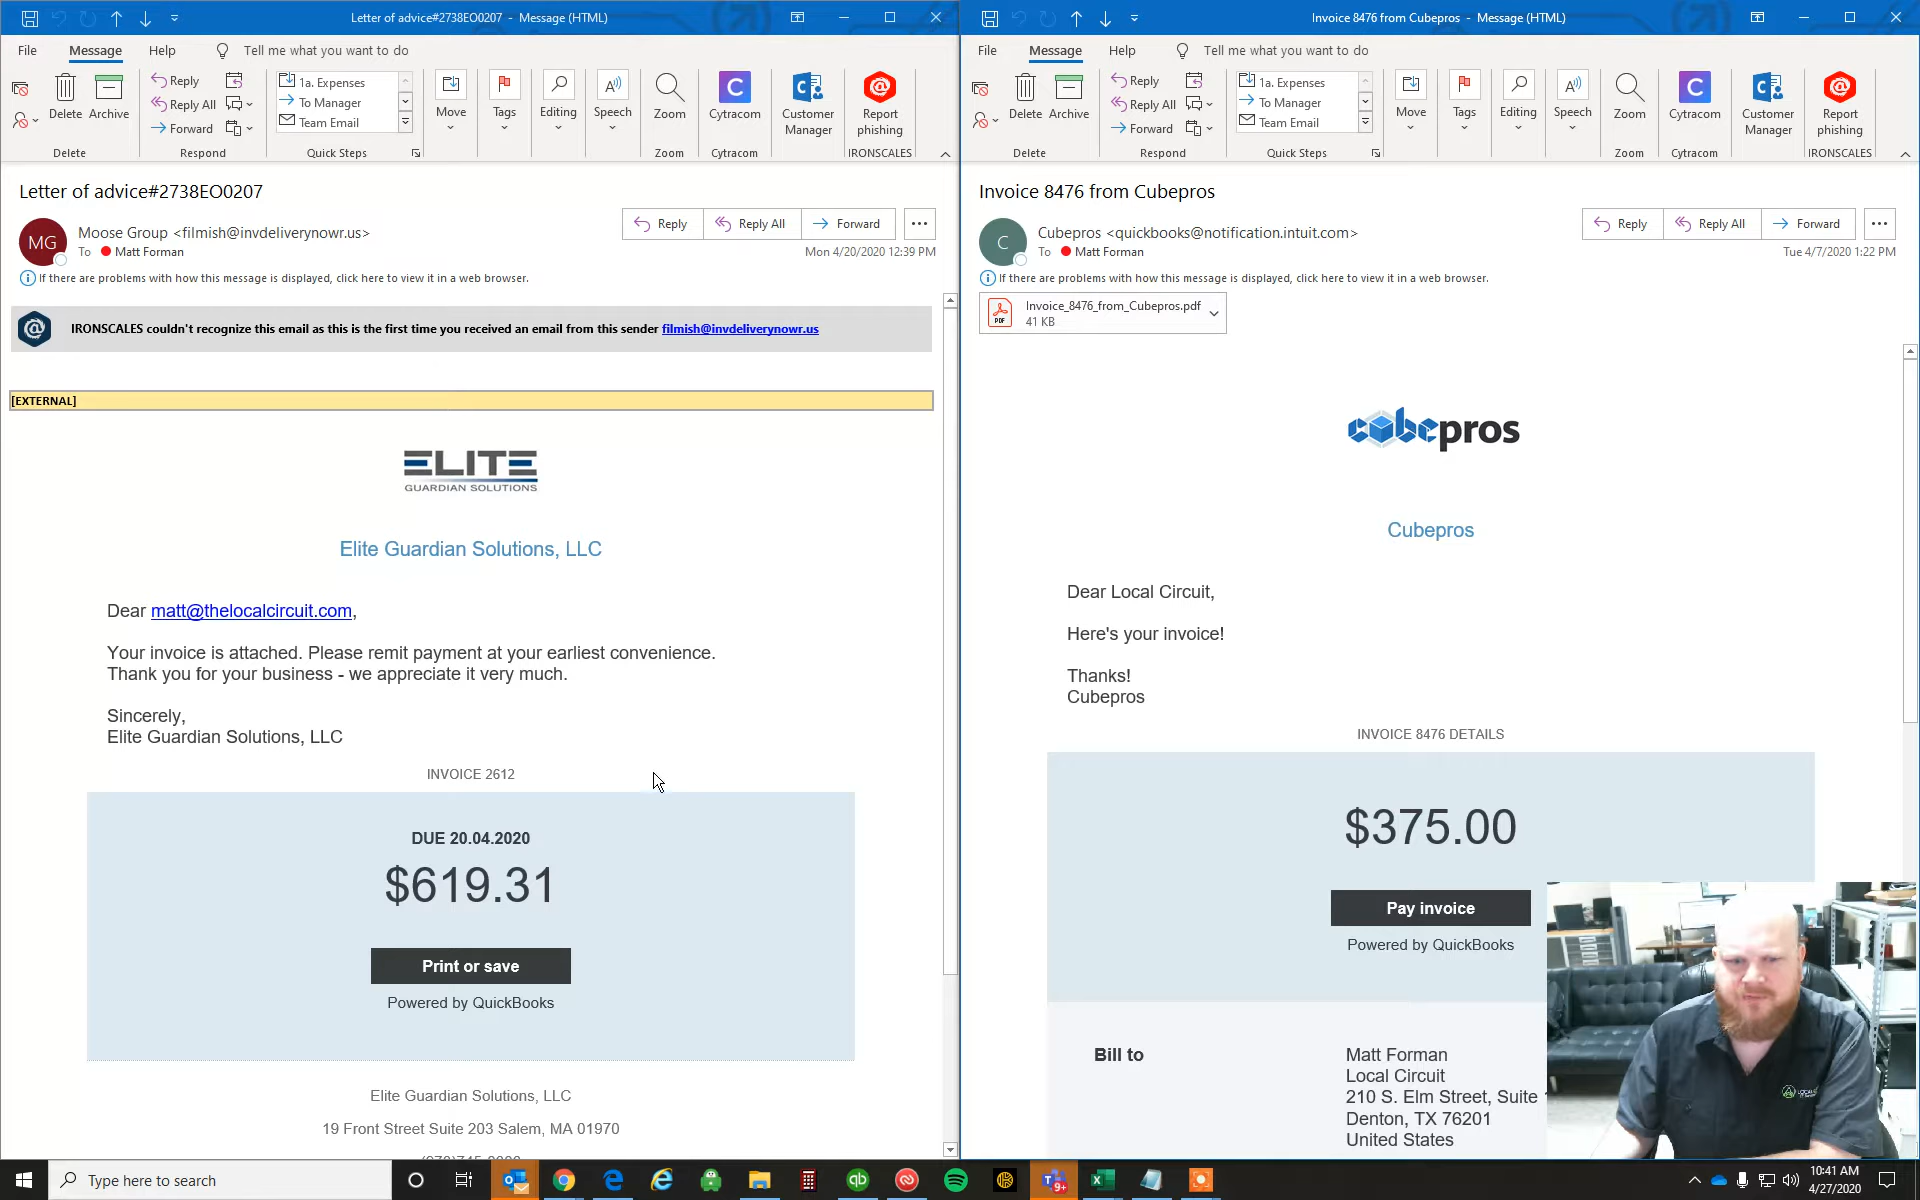 Letter of advice#2738EO0207 - Message (HTML)
File
Message
Help
Tell me what you want to do
Delete
Archive
Reply
Reply All
Forward
1a. Expenses
To Manager
Team Email
Move
Tags
Editing
Speech
Zoom
Cytracom
Customer
Manager
Report
phishing
Delete
Respond
Quick Steps
Zoom
Cytracom
IRONSCALES
Letter of advice#2738EO0207
MG
Moose Group <filmish@invdeliverynowr.us>
To Matt Forman
Reply
Reply All
Forward
Mon 4/20/2020 12:39 PM
If there are problems with how this message is displayed, click here to view it in a web browser.
IRONSCALES couldn't recognize this email as this is the first time you received an email from this sender filmish@invdeliverynowr.us
[EXTERNAL]
ELITE
GUARDIAN SOLUTIONS
Elite Guardian Solutions, LLC
Dear matt@thelocalcircuit.com,
Your invoice is attached. Please remit payment at your earliest convenience.
Thank you for your business - we appreciate it very much.
Sincerely,
Elite Guardian Solutions, LLC
INVOICE 2612
DUE 20.04.2020
$619.31
Print or save
Powered by QuickBooks
Elite Guardian Solutions, LLC
19 Front Street Suite 203 Salem, MA 01970
Invoice 8476 from Cubepros - Message (HTML)
File
Message
Help
Tell me what you want to do
Delete
Archive
Reply
Reply All
Forward
1a. Expenses
To Manager
Team Email
Move
Tags
Editing
Speech
Zoom
Cytracom
Customer
Manager
Report
phishing
Delete
Respond
Quick Steps
Zoom
Cytracom
IRONSCALES
Invoice 8476 from Cubepros
C
Cubepros <quickbooks@notification.intuit.com>
To Matt Forman
Reply
Reply All
Forward
Tue 4/7/2020 1:22 PM
If there are problems with how this message is displayed, click here to view it in a web browser.
PDF
Invoice_8476_from_Cubepros.pdf
41 KB
cubepros
Cubepros
Dear Local Circuit,
Here's your invoice!
Thanks!
Cubepros
INVOICE 8476 DETAILS
$375.00
Pay invoice
Powered by QuickBooks
Bill to
Matt Forman
Local Circuit
210 S. Elm Street, Suite
Denton, TX 76201
United States
Type here to search
9+
10:41 AM
4/27/2020